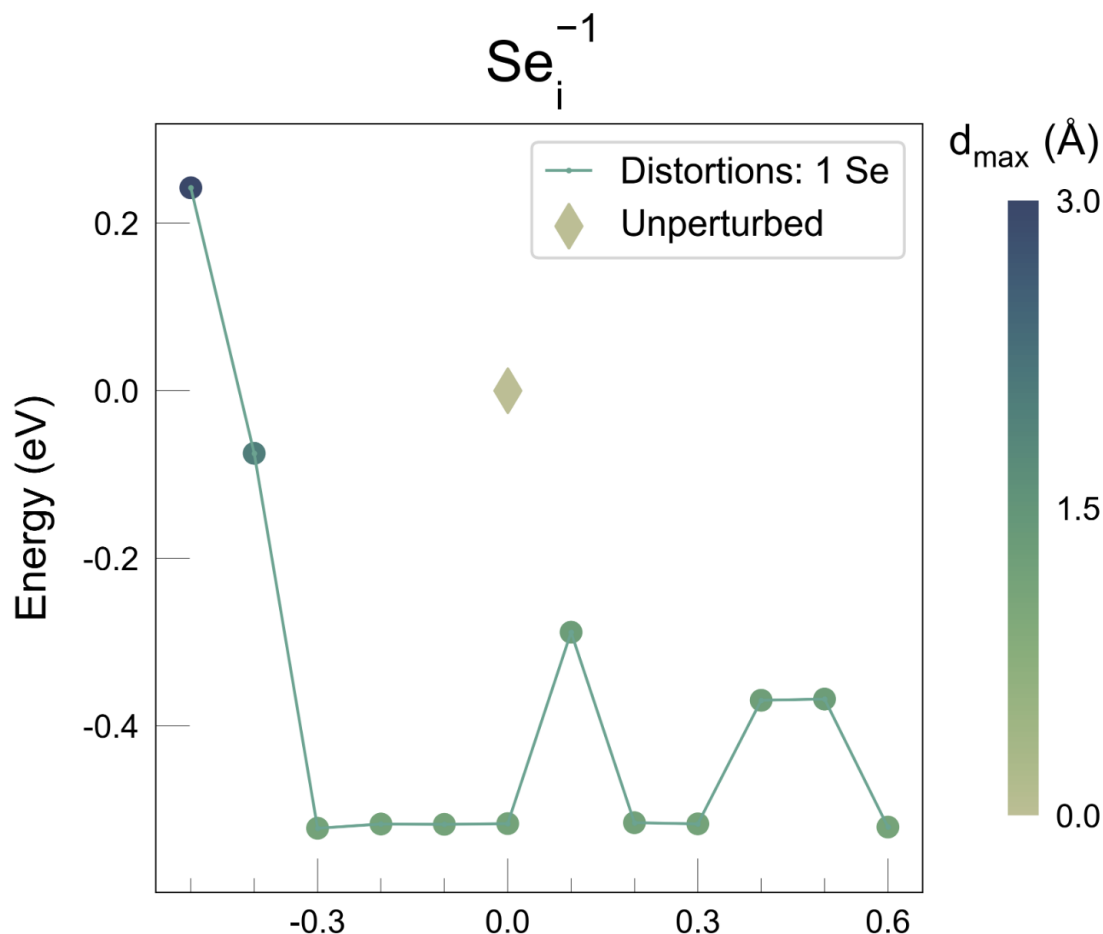 Se_i^{-1}
d_max (Å)
Distortions: 1 Se
Unperturbed
3.0
1.5
0.0
Energy (eV)
0.2
0.0
-0.2
-0.4
-0.3 0.0 0.3 0.6